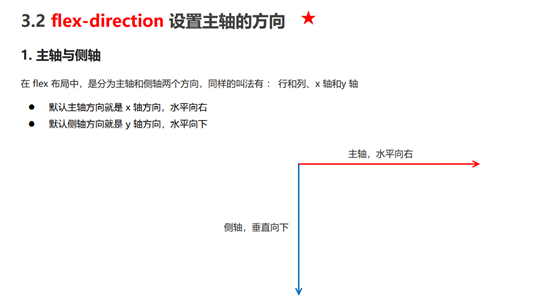 3.2 flex-direction 设置主轴的方向
1. 主轴与侧轴
在 flex 布局中，是分为主轴和侧轴两个方向，同样的叫法有 ： 行和列、x 轴和y 轴
默认主轴方向就是 x 轴方向，水平向右
默认侧轴方向就是 y 轴方向，水平向下
主轴，水平向右
侧轴，垂直向下